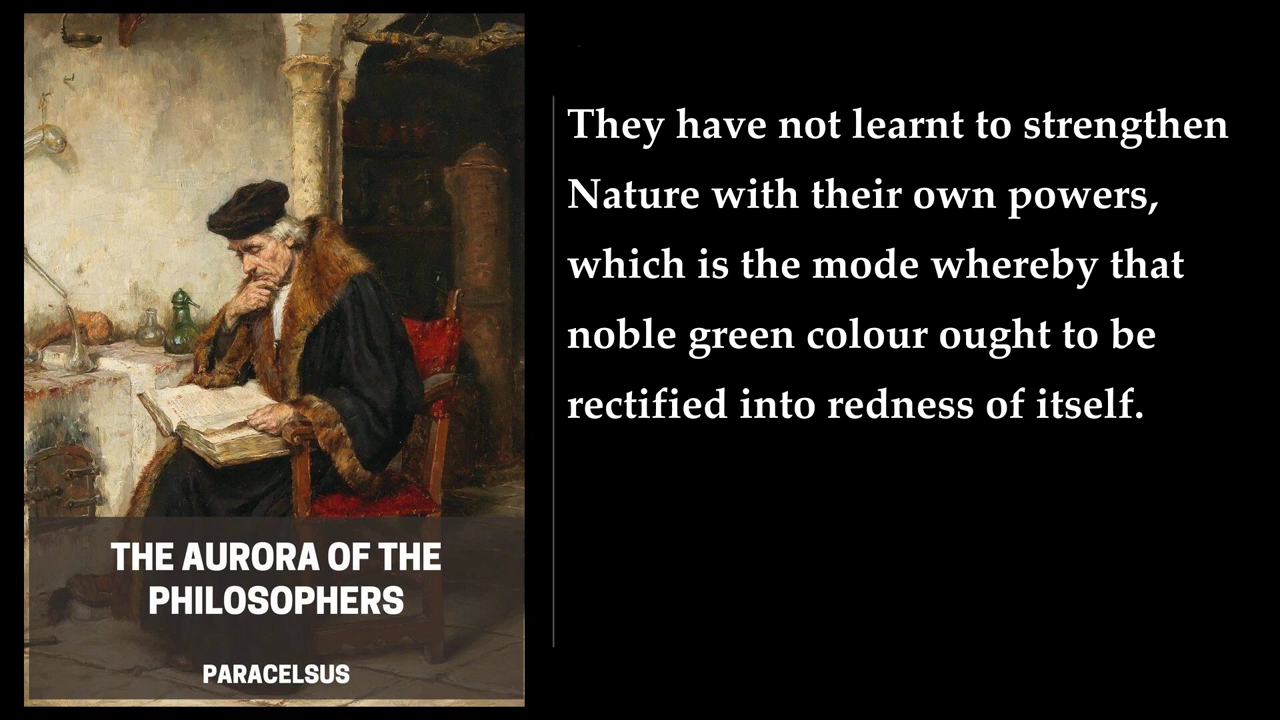 They have not learnt to strengthen
Nature with their own powers,
which is the mode whereby that
noble green colour ought to be
rectified into redness of itself.
THE AURORA OF THE
PHILOSOPHERS
PARACELSUS